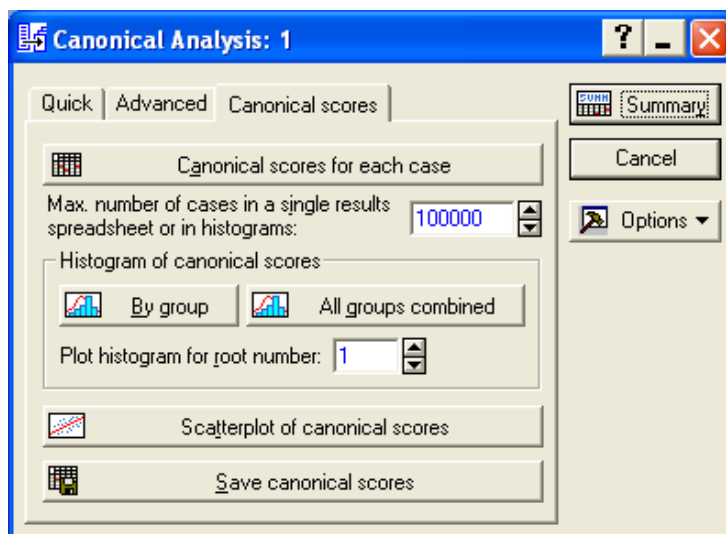 Canonical Analysis: 1
?
Quick Advanced Canonical scores
SUMM Summary
Canonical scores for each case
Cancel
Max. number of cases in a single results
spreadsheet or in histograms: 100000
Options
Histogram of canonical scores
By group All groups combined
Plot histogram for root number: 1
Scatterplot of canonical scores
Save canonical scores